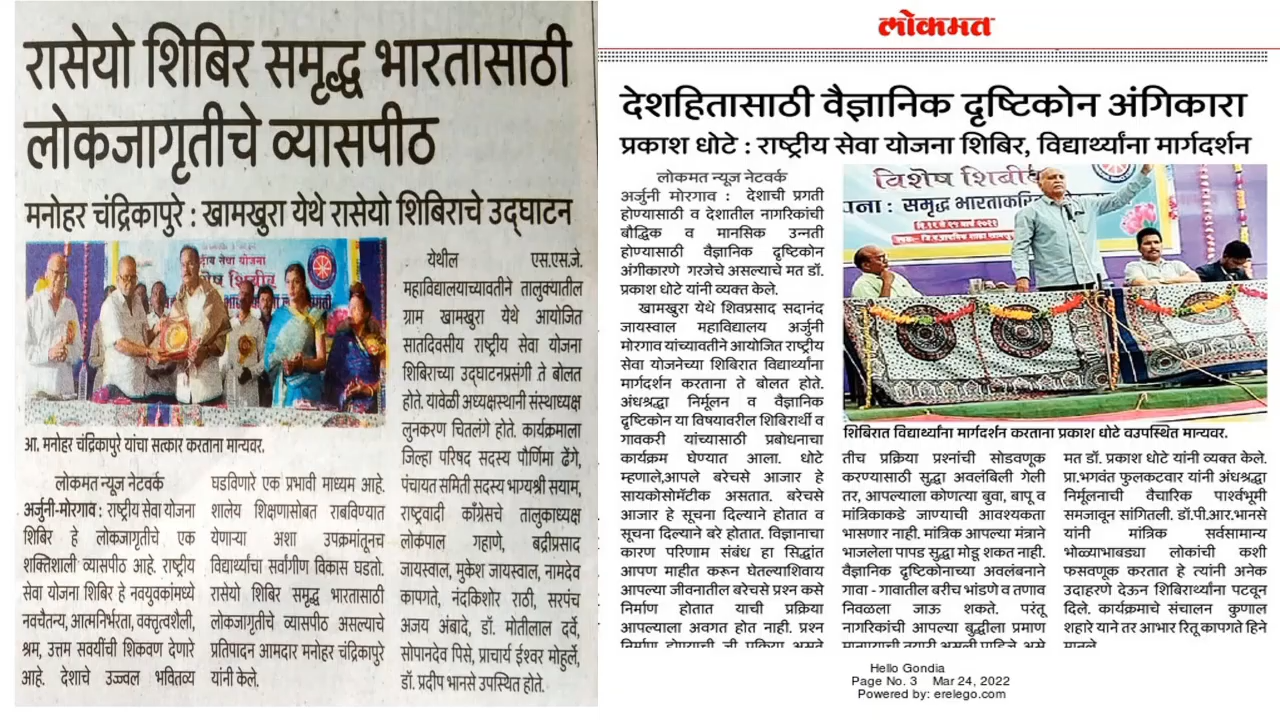 रासेयो शिबिर समृद्ध भारतासाठी
लोकजागृतीचे व्यासपीठ
मनोहर चंद्रिकापुरे : खामखुरा येथे रासेयो शिबिराचे उद्‌घाटन
आ. मनोहर चंद्रिकापुरे यांचा सत्कार करताना मान्यवर.
लोकमत न्यूज नेटवर्क
अर्जुनी-मोरगाव : राष्ट्रीय सेवा योजना
शिबिर हे लोकजागृतीचे एक
शक्तिशाली व्यासपीठ आहे. राष्ट्रीय
सेवा योजना शिबिर हे नवयुवकांमध्ये
नवचैतन्य,आत्मनिर्भरता, वक्तृत्वशैली,
श्रम, उत्तम सवयींची शिकवण देणारे
आहे. देशाचे उज्ज्वल भवितव्य
घडविणारे एक प्रभावी माध्यम आहे.
शालेय शिक्षणासोबत राबविण्यात
येणाऱ्या अशा उपक्रमांतूनच
विद्यार्थ्यांचा सर्वांगीण विकास घडतो.
रासेयो शिबिर समृद्ध भारतासाठी
लोकजागृतीचे व्यासपीठ असल्याचे
प्रतिपादन आमदार मनोहर चंद्रिकापुरे
यांनी केले.
येथील एस.एस.जे.
महाविद्यालयाच्यावतीने तालुक्यातील
ग्राम खामखुरा येथे आयोजित
सातदिवसीय राष्ट्रीय सेवा योजना
शिबिराच्या उद्‌घाटनप्रसंगी ते बोलत
होते. यावेळी अध्यक्षस्थानी संस्थाध्यक्ष
लुनकरण चितलंगे होते. कार्यक्रमाला
जिल्हा परिषद सदस्य पौर्णिमा ढेंगे,
पंचायत समिती सदस्य भाग्यश्री सयाम,
राष्ट्रवादी काँग्रेसचे तालुकाध्यक्ष
लोकपाल गहाणे, बद्रीप्रसाद
जायस्वाल, मुकेश जायस्वाल, नामदेव
कापगते, नंदकिशोर राठी, सरपंच
अजय अंबादे, डॉ. मोतीलाल दर्वे,
सोपानदेव पिसे, प्राचार्य ईश्वर मोहुर्ले,
डॉ. प्रदीप भानसे उपस्थित होते.
लोकमत
देशहितासाठी वैज्ञानिक दृष्टिकोन अंगिकारा
प्रकाश धोटे : राष्ट्रीय सेवा योजना शिबिर, विद्यार्थ्यांना मार्गदर्शन
लोकमत न्यूज नेटवर्क
अर्जुनी मोरगाव : देशाची प्रगती
होण्यासाठी व देशातील नागरिकांची
बौद्धिक व मानसिक उन्नती
होण्यासाठी वैज्ञानिक दृष्टिकोन
अंगीकारणे गरजेचे असल्याचे मत डॉ.
प्रकाश धोटे यांनी व्यक्त केले.
खामखुरा येथे शिवप्रसाद सदानंद
जायस्वाल महाविद्यालय अर्जुनी
मोरगाव यांच्यावतीने आयोजित राष्ट्रीय
सेवा योजनेच्या शिबिरात विद्यार्थ्यांना
मार्गदर्शन करताना ते बोलत होते.
अंधश्रद्धा निर्मूलन व वैज्ञानिक
दृष्टिकोन या विषयावरील शिबिरार्थी व
गावकरी यांच्यासाठी प्रबोधनाचा
कार्यक्रम घेण्यात आला. धोटे
म्हणाले,आपले बरेचसे आजार हे
सायकोसोमॅटीक असतात. बरेचसे
आजार हे सूचना दिल्याने होतात व
सूचना दिल्याने बरे होतात. विज्ञानाचा
कारण परिणाम संबंध हा सिद्धांत
आपण माहीत करून घेतल्याशिवाय
आपल्या जीवनातील बरेचसे प्रश्न कसे
निर्माण होतात याची प्रक्रिया
आपल्याला अवगत होत नाही. प्रश्न
निर्माण होण्याची जी प्रक्रिया असते
विशेष शिबीर
समृद्ध भारताकरि
शिबिरात विद्यार्थ्यांना मार्गदर्शन करताना प्रकाश धोटे वउपस्थित मान्यवर.
तीच प्रक्रिया प्रश्नांची सोडवणूक
करण्यासाठी सुद्धा अवलंबिली गेली
तर, आपल्याला कोणत्या बुवा, बापू व
मांत्रिकाकडे जाण्याची आवश्यकता
भासणार नाही. मांत्रिक आपल्या मंत्राने
भाजलेला पापड सुद्धा मोडू शकत नाही.
वैज्ञानिक दृष्टिकोनाच्या अवलंबनाने
गावा - गावातील बरीच भांडणे व तणाव
निवळला जाऊ शकते. परंतु
नागरिकांची आपल्या बुद्धीला प्रमाण
मानण्याची तयारी असली पाहिजे असे
मत डॉ. प्रकाश धोटे यांनी व्यक्त केले.
प्रा.भगवंत फुलकटवार यांनी अंधश्रद्धा
निर्मूलनाची वैचारिक पार्श्वभूमी
समजावून सांगितली. डॉ.पी.आर.भानसे
यांनी मांत्रिक सर्वसामान्य
भोळ्याभाबड्या लोकांची कशी
फसवणूक करतात हे त्यांनी अनेक
उदाहरणे देऊन शिबिरार्थ्यांना पटवून
दिले. कार्यक्रमाचे संचालन कुणाल
शहारे याने तर आभार रितू कापगते हिने
मानले.
Hello Gondia
Page No. 3 Mar 24, 2022
Powered by: erelego.com